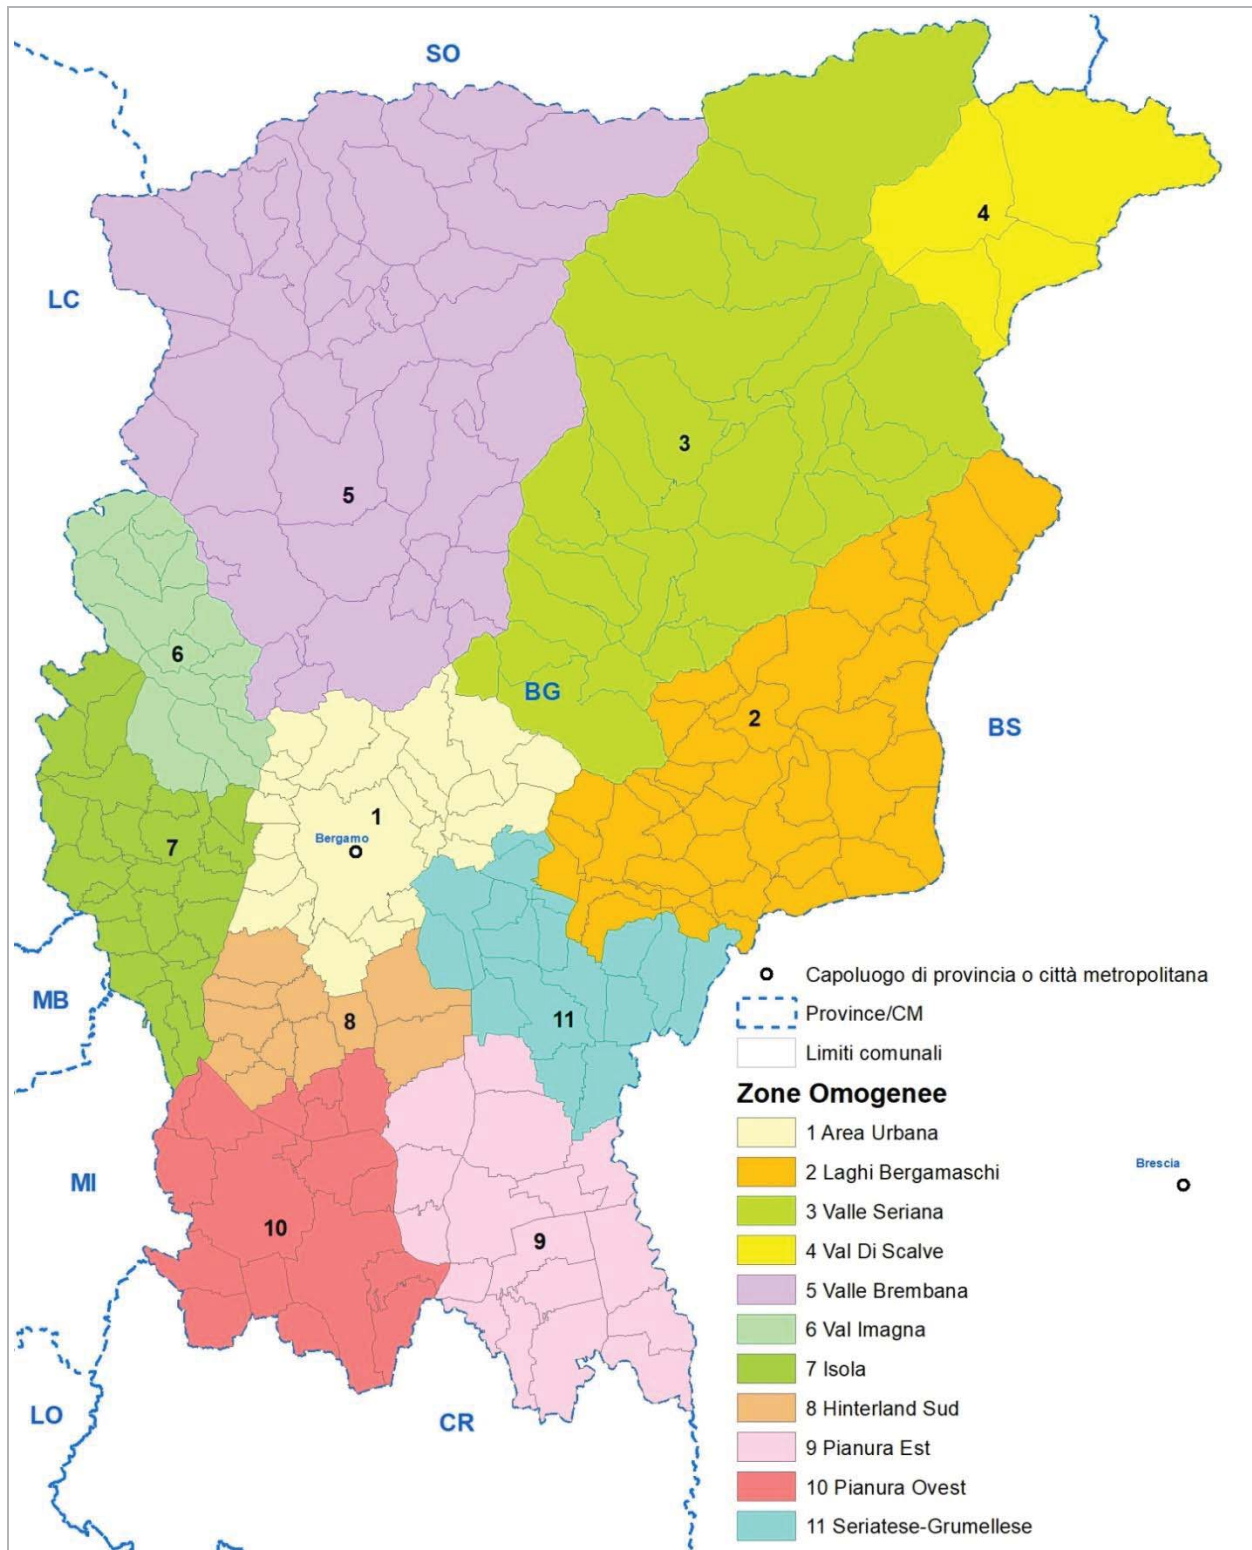 SO
4
LC
3
5
6
BG
2
BS
1
Bergamo
7
MB
8
11
MI
10
9
LO
CR
Brescia
Capoluogo di provincia o città metropolitana
Province/CM
Limiti comunali
Zone Omogenee
1 Area Urbana
2 Laghi Bergamaschi
3 Valle Seriana
4 Val Di Scalve
5 Valle Brembana
6 Val Imagna
7 Isola
8 Hinterland Sud
9 Pianura Est
10 Pianura Ovest
11 Seriatese-Grumellese